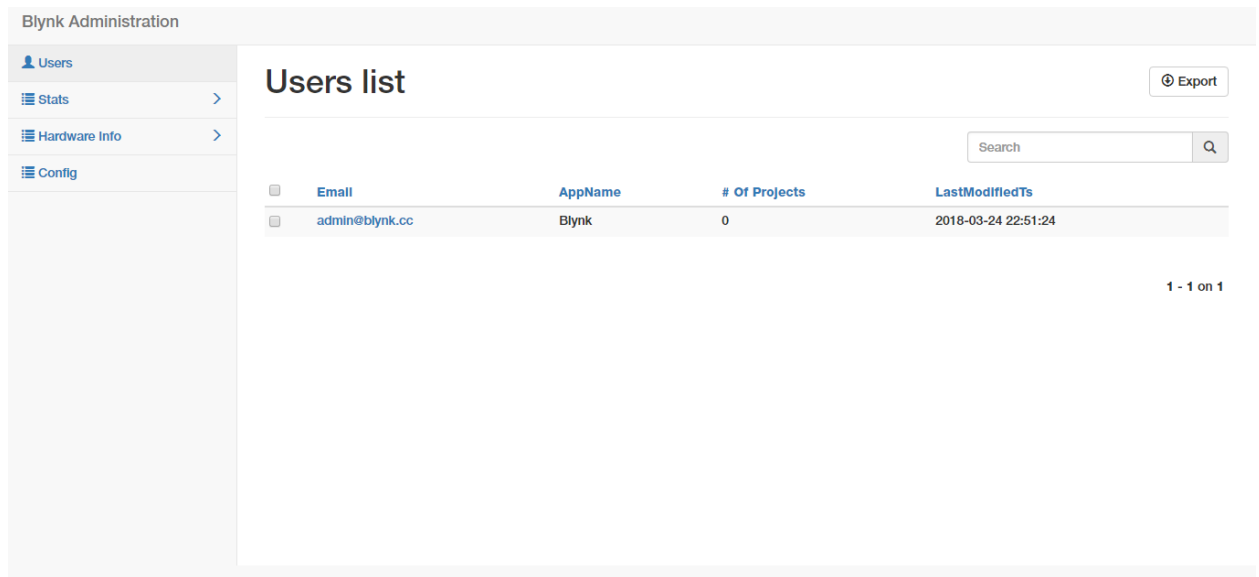 Blynk Administration
Users
Stats
Hardware Info
Config
Users list
Export
Search
Email AppName # Of Projects LastModifiedTs
admin@blynk.cc Blynk 0 2018-03-24 22:51:24
1 - 1 on 1